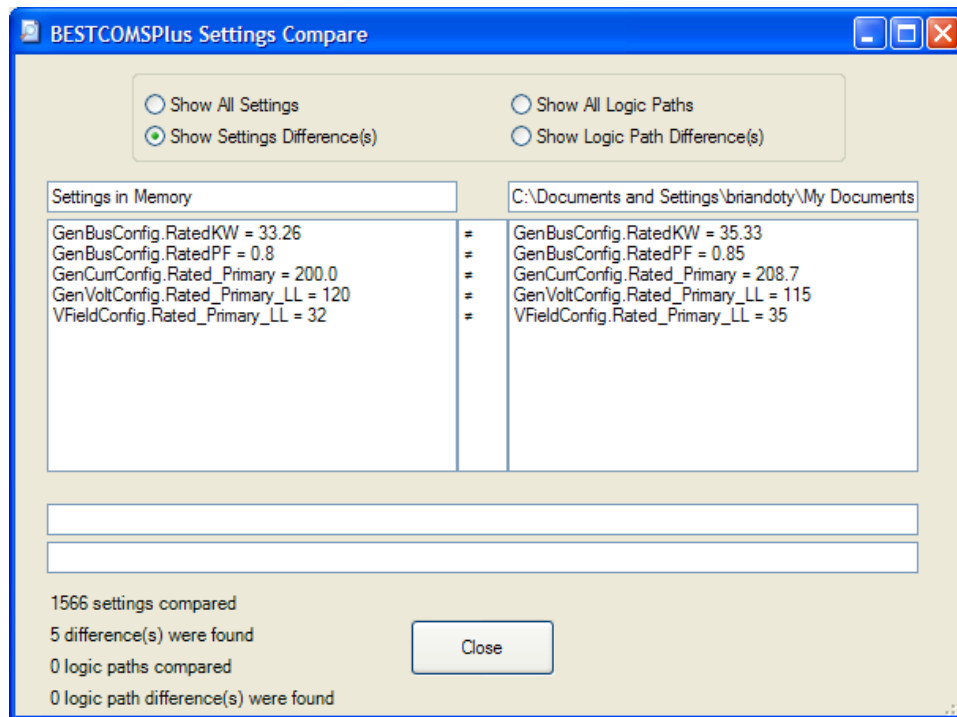 BESTCOMSPlus Settings Compare
Show All Settings
Show All Logic Paths
Show Settings Difference(s)
Show Logic Path Difference(s)
Settings in Memory
C:\Documents and Settings\briandoty\My Documents
GenBusConfig.RatedKW = 33.26 ≠ GenBusConfig.RatedKW = 35.33
GenBusConfig.RatedPF = 0.8 ≠ GenBusConfig.RatedPF = 0.85
GenCurrConfig.Rated_Primary = 200.0 ≠ GenCurrConfig.Rated_Primary = 208.7
GenVoltConfig.Rated_Primary_LL = 120 ≠ GenVoltConfig.Rated_Primary_LL = 115
VFieldConfig.Rated_Primary_LL = 32 ≠ VFieldConfig.Rated_Primary_LL = 35
1566 settings compared
5 difference(s) were found
0 logic paths compared
0 logic path difference(s) were found
Close